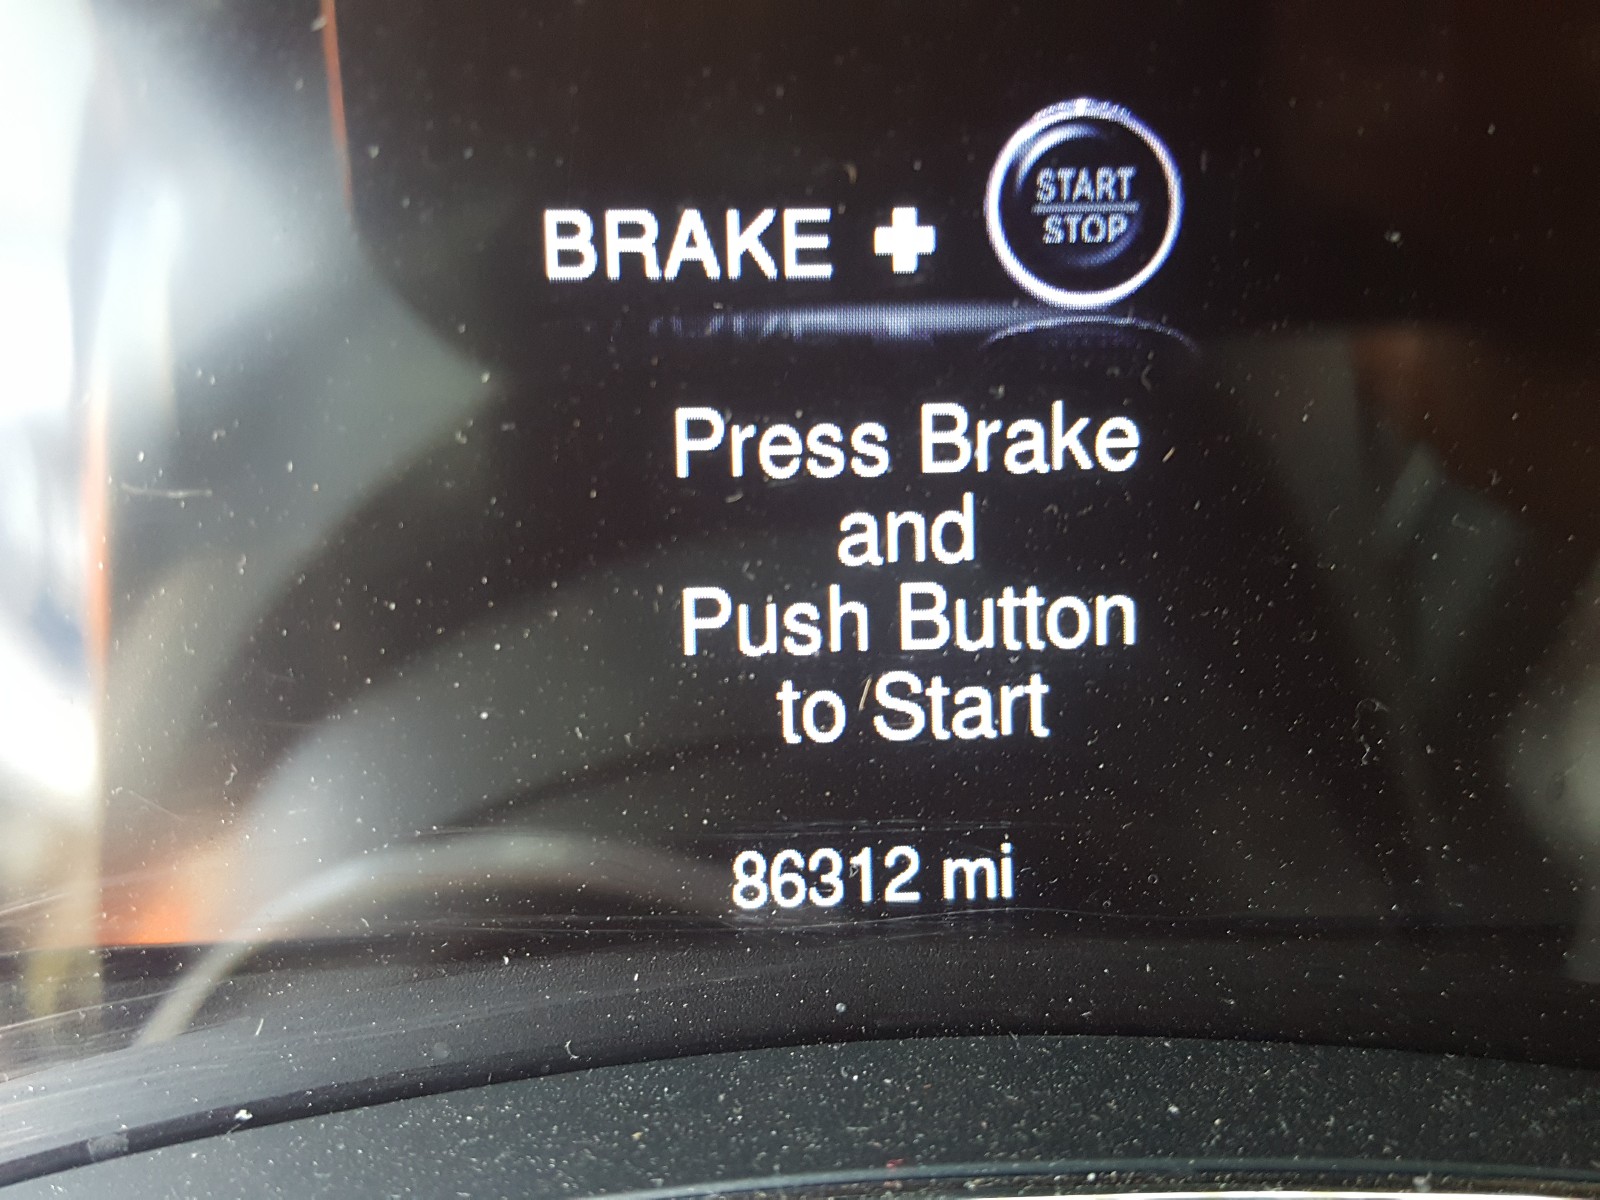 BRAKE + START
STOP
Press Brake
and
Push Button
to Start
86312 mi